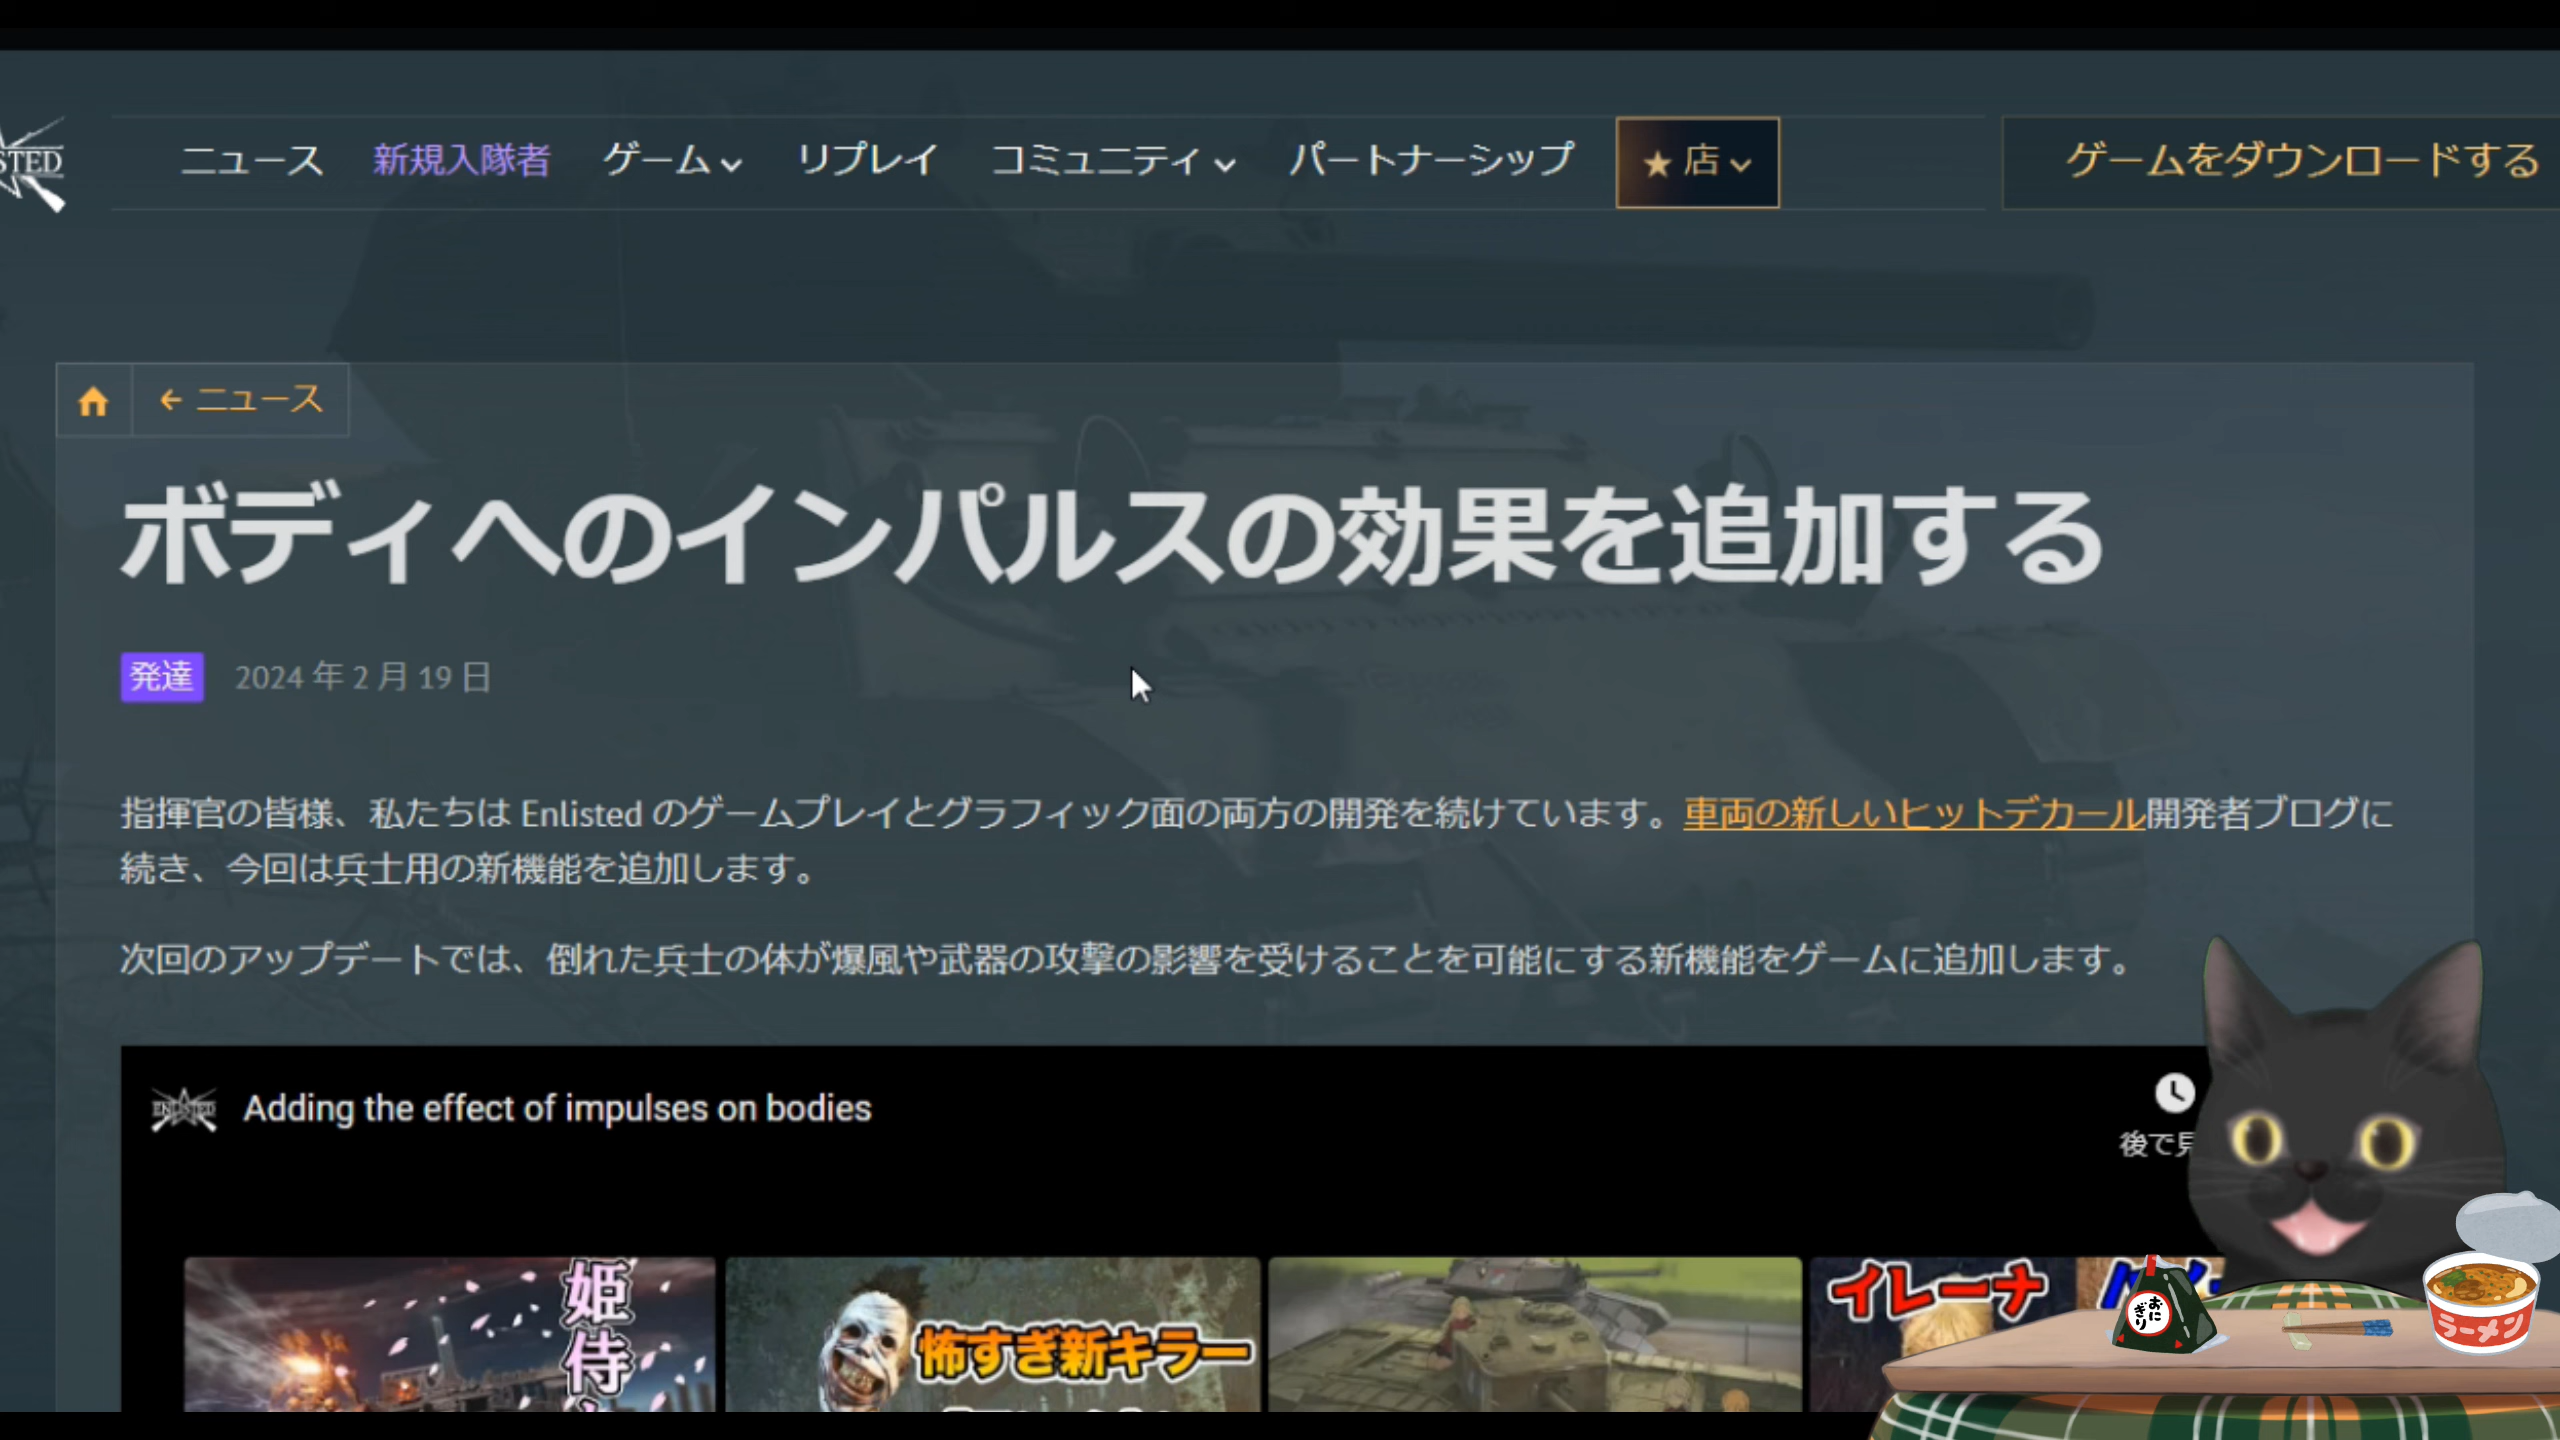 STED
ニュース 新規入隊者 ゲーム リプレイ コミュニティ パートナーシップ ★ 店 ゲームをダウンロードする
← ニュース
ボディへのインパルスの効果を追加する
発達 2024 年 2 月 19 日
指揮官の皆様、私たちは Enlisted のゲームプレイとグラフィック面の両方の開発を続けています。車両の新しいヒットデカール開発者ブログに
続き、今回は兵士用の新機能を追加します。
次回のアップデートでは、倒れた兵士の体が爆風や武器の攻撃の影響を受けることを可能にする新機能をゲームに追加します。
ENLISTED Adding the effect of impulses on bodies
後で見
姫侍
怖すぎ新キラー
イレーナ
おにぎり
ラーメン